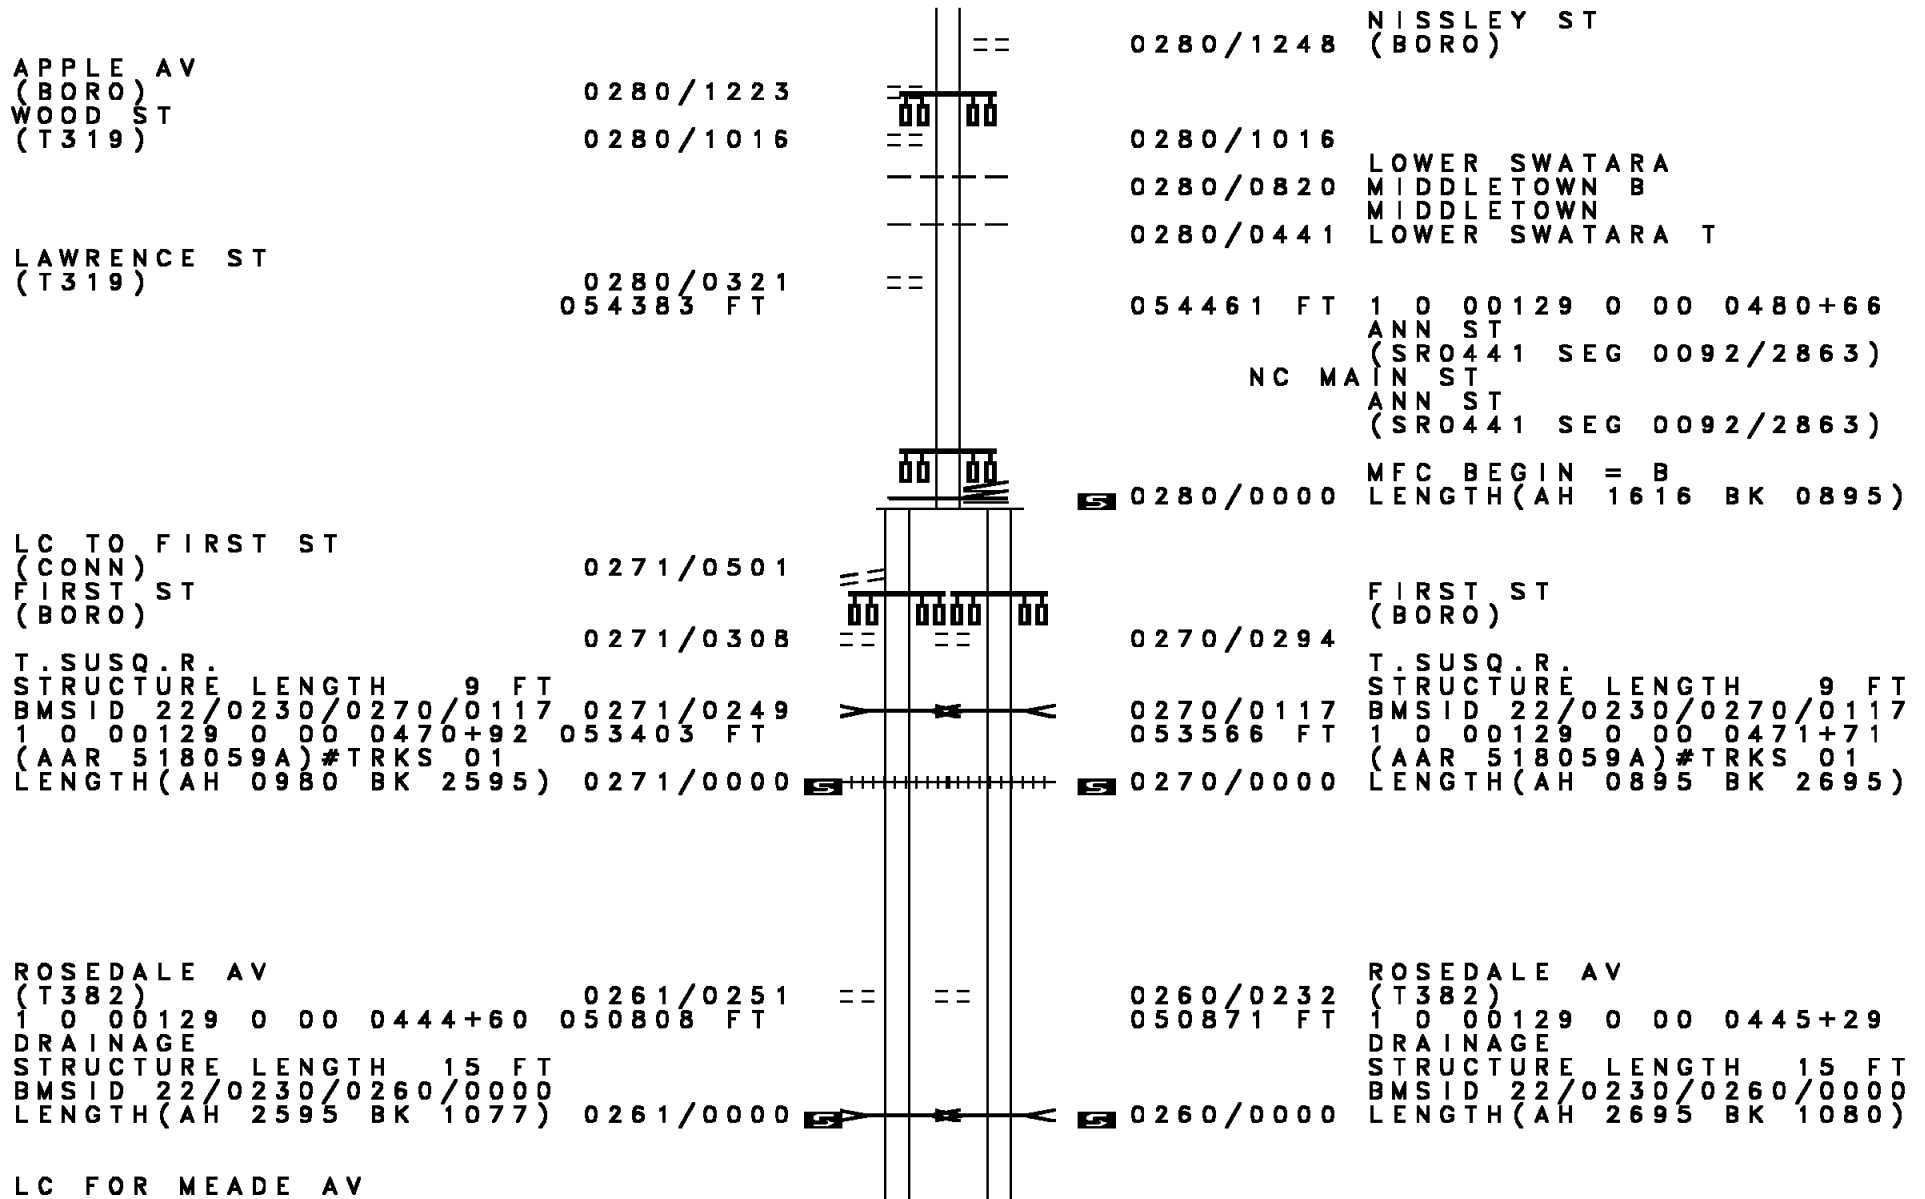 NISSLEY ST
0280/1248 (BORO)
APPLE AV
(BORO) 0280/1223
WOOD ST
(T319) 0280/1016 0280/1016
LOWER SWATARA
0280/0820 MIDDLETOWN B
MIDDLETOWN
0280/0441 LOWER SWATARA T
LAWRENCE ST
(T319) 0280/0321
054383 FT 054461 FT 1 0 00129 0 00 0480+66
ANN ST
(SR0441 SEG 0092/2863)
NC MAIN ST
ANN ST
(SR0441 SEG 0092/2863)
MFC BEGIN = B
S 0280/0000 LENGTH(AH 1616 BK 0895)
LC TO FIRST ST
(CONN) 0271/0501
FIRST ST FIRST ST
(BORO) (BORO)
0271/0308 0270/0294
T.SUSQ.R. T.SUSQ.R.
STRUCTURE LENGTH 9 FT STRUCTURE LENGTH 9 FT
BMSID 22/0230/0270/0117 0271/0249 0270/0117 BMSID 22/0230/0270/0117
1 0 00129 0 00 0470+92 053403 FT 053566 FT 1 0 00129 0 00 0471+71
(AAR 518059A)#TRKS 01 (AAR 518059A)#TRKS 01
LENGTH(AH 0980 BK 2595) 0271/0000 S S 0270/0000 LENGTH(AH 0895 BK 2695)
ROSEDALE AV ROSEDALE AV
(T382) 0261/0251 0260/0232 (T382)
1 0 00129 0 00 0444+60 050808 FT 050871 FT 1 0 00129 0 00 0445+29
DRAINAGE DRAINAGE
STRUCTURE LENGTH 15 FT STRUCTURE LENGTH 15 FT
BMSID 22/0230/0260/0000 BMSID 22/0230/0260/0000
LENGTH(AH 2595 BK 1077) 0261/0000 S S 0260/0000 LENGTH(AH 2695 BK 1080)
LC FOR MEADE AV